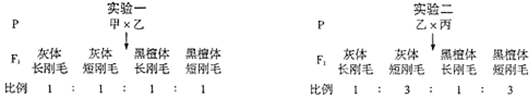 实验一 实验二
P 甲×乙 P 乙×丙
F₁ 灰体 灰体 黑檀体 黑檀体 F₁ 灰体 灰体 黑檀体 黑檀体
长刚毛 短刚毛 长刚毛 短刚毛 长刚毛 短刚毛 长刚毛 短刚毛
比例 1 : 1 : 1 : 1 比例 1 : 3 : 1 : 3